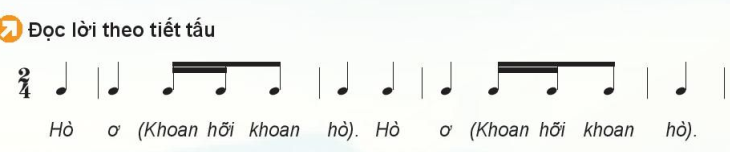 Đọc lời theo tiết tấu
2
4
Hò ơ (Khoan hỡi khoan hò). Hò ơ (Khoan hỡi khoan hò).